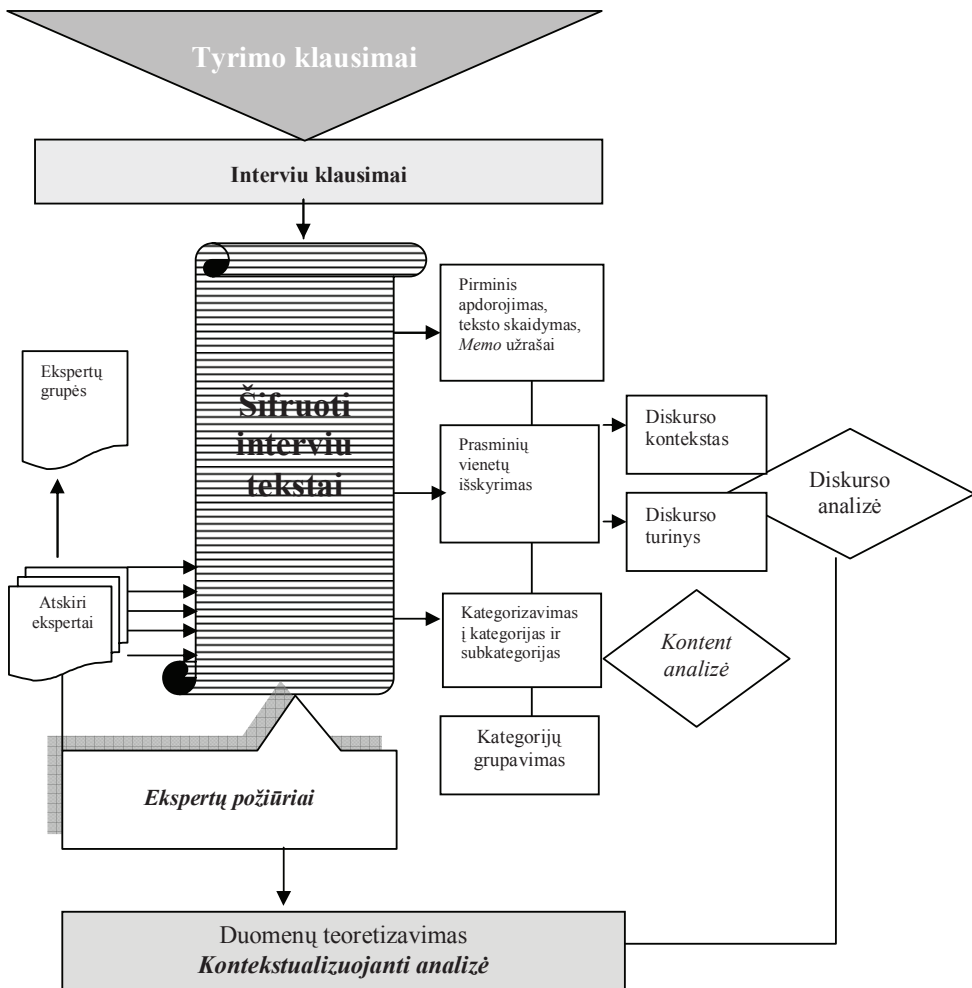 Tyrimo klausimai
Interviu klausimai
Šifruoti
interviu
tekstai
Pirminis
apdorojimas,
teksto skaidymas,
Memo užrašai
Ekspertų
grupės
Prasminių
vienetų
išskyrimas
Diskurso
kontekstas
Diskurso
turinys
Diskurso
analizė
Atskiri
ekspertai
Kategorizavimas
į kategorijas ir
subkategorijas
Kontent
analizė
Kategorijų
grupavimas
Ekspertų požiūriai
Duomenų teoretizavimas
Kontekstualizuojanti analizė